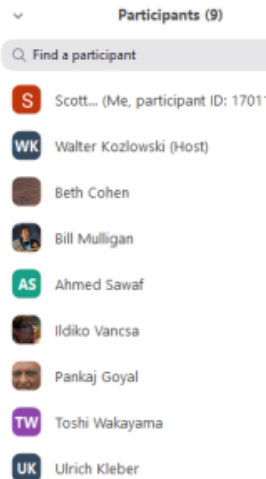 Participants (9)
Find a participant
S Scott... (Me, participant ID: 17011
WK Walter Kozlowski (Host)
Beth Cohen
Bill Mulligan
AS Ahmed Sawaf
Ildiko Vancsa
Pankaj Goyal
TW Toshi Wakayama
UK Ulrich Kleber